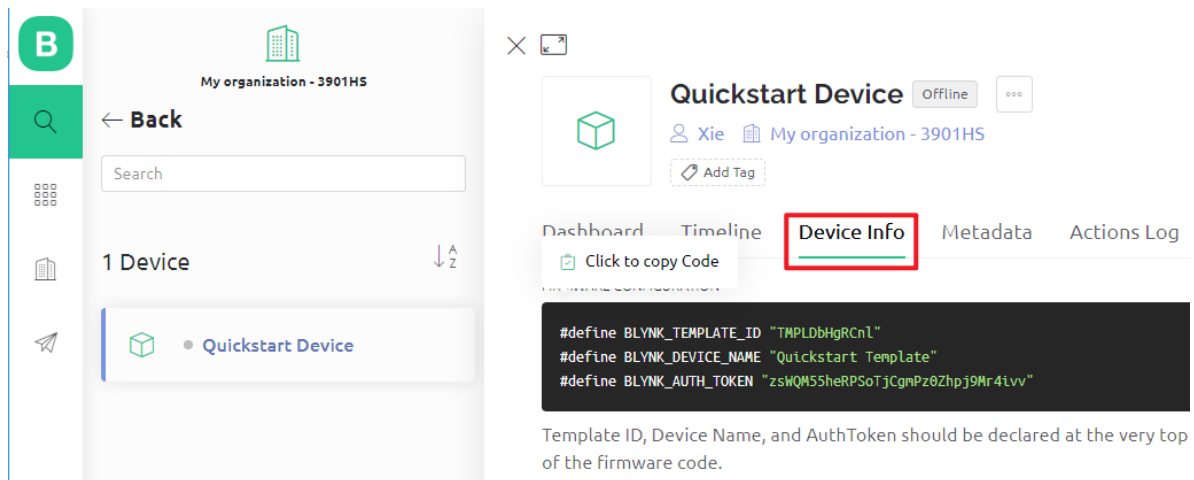 B
My organization - 3901HS
← Back
Search
1 Device
A
Z
Quickstart Device
Quickstart Device Offline
Xie My organization - 3901HS
Add Tag
Dashboard Timeline Device Info Metadata Actions Log
Click to copy Code
#define BLYNK_TEMPLATE_ID "TMPLDbHgRCnl"
#define BLYNK_DEVICE_NAME "Quickstart Template"
#define BLYNK_AUTH_TOKEN "zsWQM55heRPSoTjCgmPz0Zhpj9Mr4ivv"
Template ID, Device Name, and AuthToken should be declared at the very top
of the firmware code.